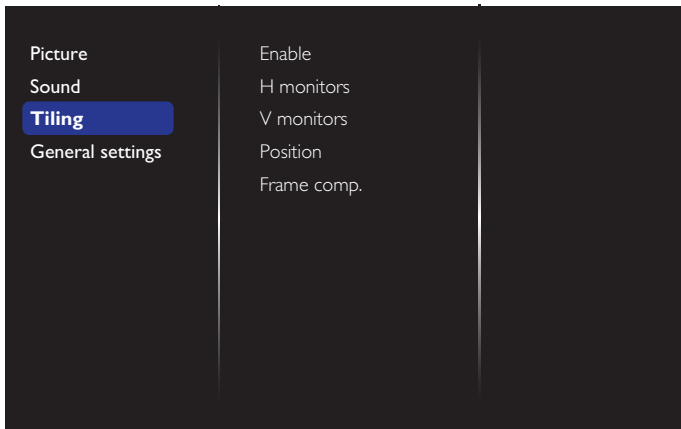 Picture
Sound
Tiling
General settings
Enable
H monitors
V monitors
Position
Frame comp.